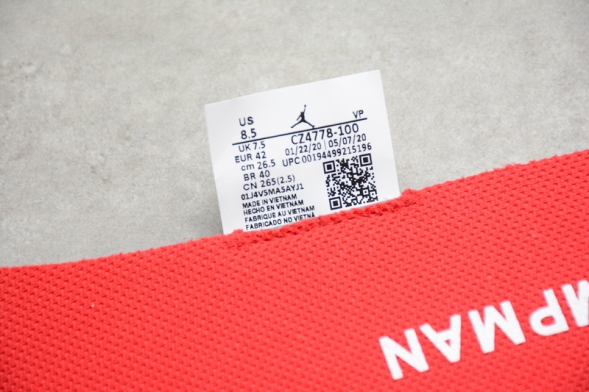 US VP
8.5 CZ4778-100
UK 7.5 01/22/20 05/07/20
EUR 42 UPC 00194499215196
cm 26.5
BR 40
CN 265(2.5)
01J4V5MASAYJ1
MADE IN VIETNAM
HECHO EN VIETNAM
FABRIQUE AU VIETNAM
FABRICADO NO VIETNÃ
MPMAN